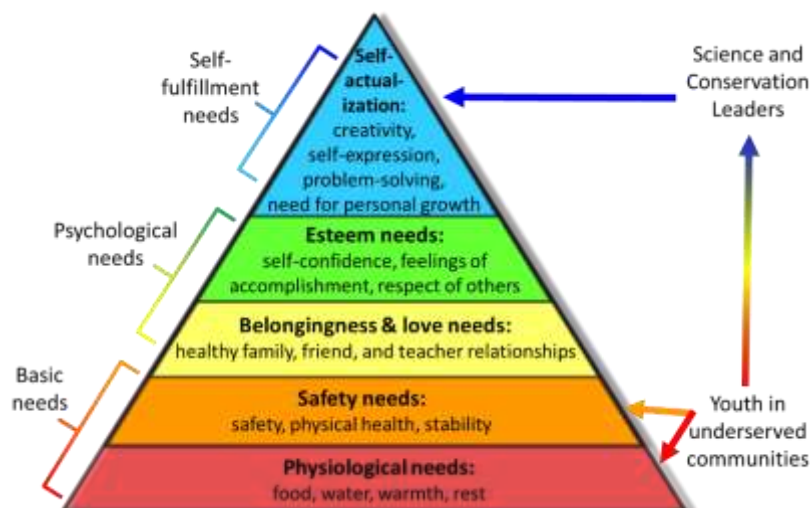 Self-
fulfillment
needs
Psychological
needs
Basic
needs
Self-
actual-
ization:
creativity,
self-expression,
problem-solving,
need for personal growth
Esteem needs:
self-confidence, feelings of
accomplishment, respect of others
Belongingness & love needs:
healthy family, friend, and teacher relationships
Safety needs:
safety, physical health, stability
Physiological needs:
food, water, warmth, rest
Science and
Conservation
Leaders
Youth in
underserved
communities